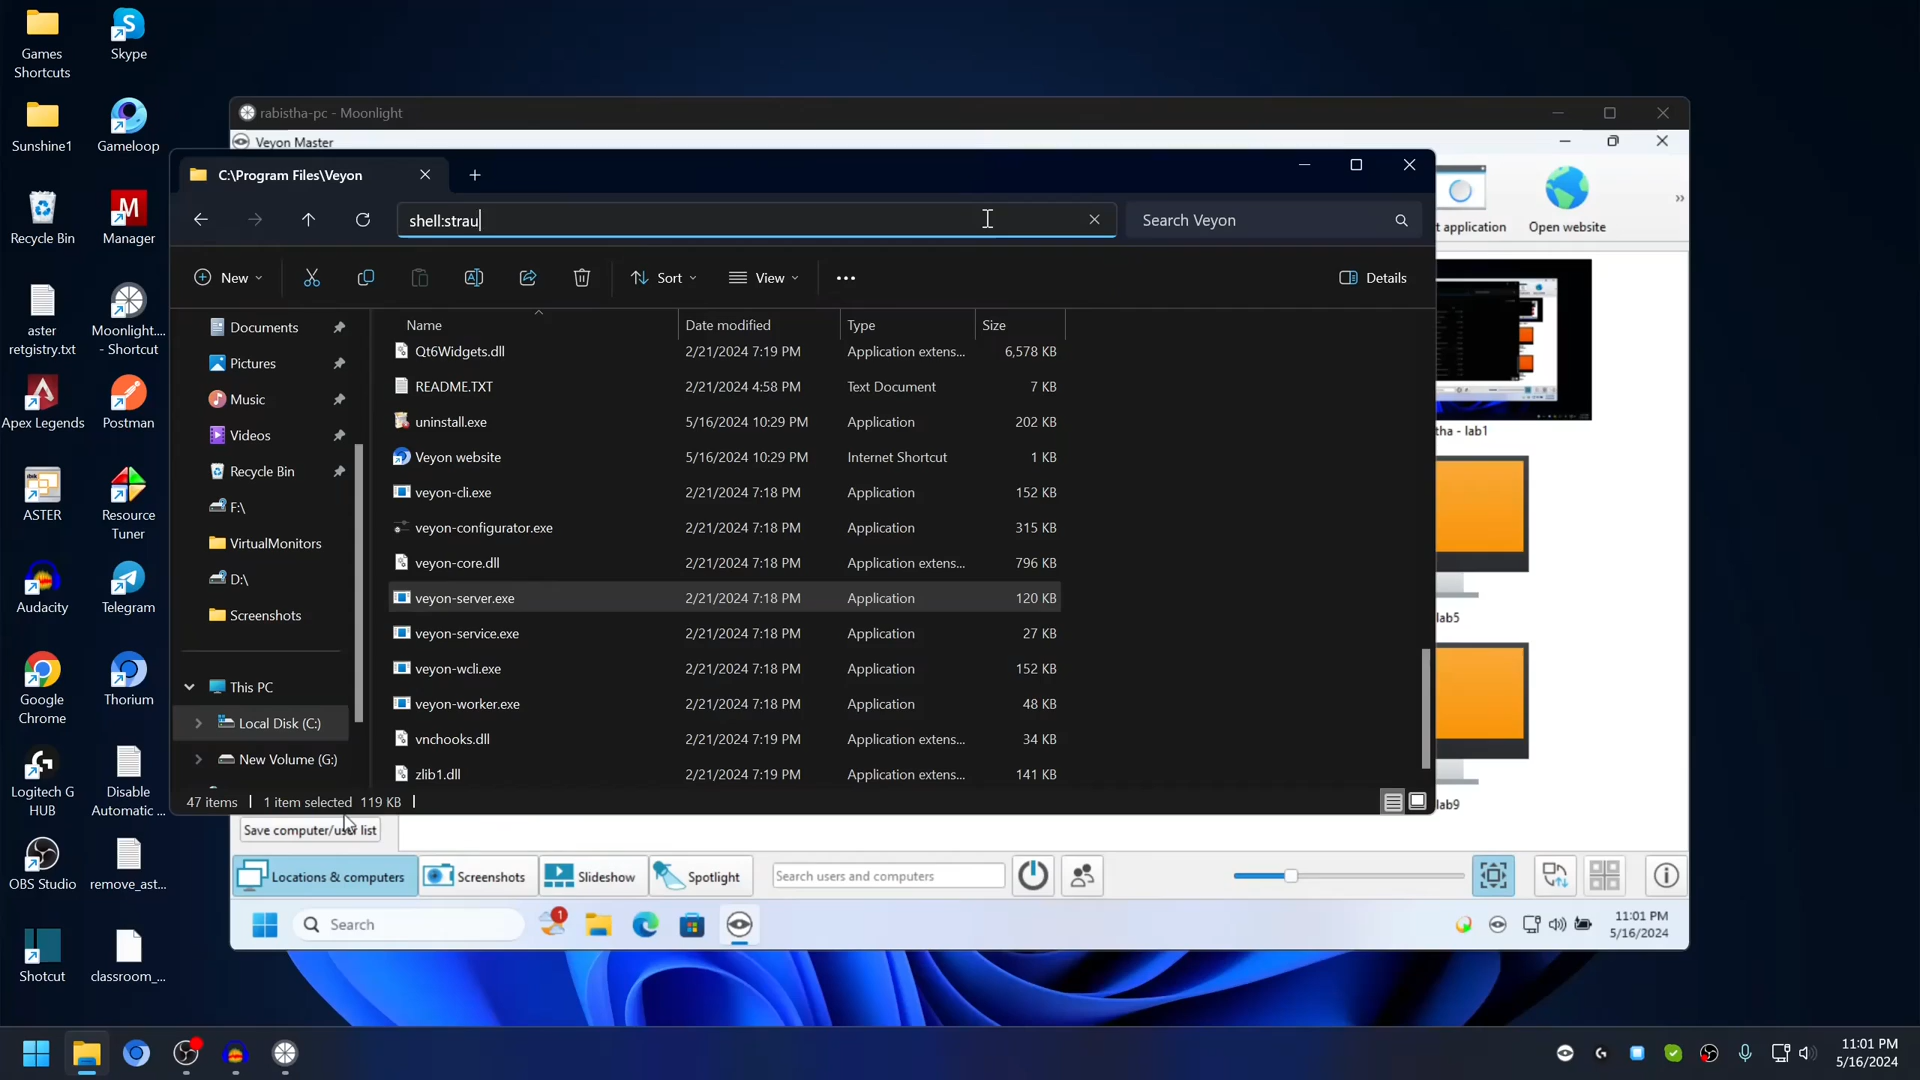 Games
Shortcuts
Skype
Sunshine1
Gameloop
Recycle Bin
Manager
aster
retgistry.txt
Moonlight....
- Shortcut
Apex Legends
Postman
ASTER
Resource
Tuner
Audacity
Telegram
Google
Chrome
Thorium
Logitech G
HUB
Disable
Automatic ...
OBS Studio
remove_ast...
Shotcut
classroom_...
rabistha-pc - Moonlight
Veyon Master
C:\Program Files\Veyon
shell:strau
Search Veyon
New
Sort
View
Details
Name
Date modified
Type
Size
Documents
Pictures
Music
Videos
Recycle Bin
F:\
VirtualMonitors
D:\
Screenshots
This PC
Local Disk (C:)
New Volume (G:)
Qt6Widgets.dll 2/21/2024 7:19 PM Application extens... 6,578 KB
README.TXT 2/21/2024 4:58 PM Text Document 7 KB
uninstall.exe 5/16/2024 10:29 PM Application 202 KB
Veyon website 5/16/2024 10:29 PM Internet Shortcut 1 KB
veyon-cli.exe 2/21/2024 7:18 PM Application 152 KB
veyon-configurator.exe 2/21/2024 7:18 PM Application 315 KB
veyon-core.dll 2/21/2024 7:18 PM Application extens... 796 KB
veyon-server.exe 2/21/2024 7:18 PM Application 120 KB
veyon-service.exe 2/21/2024 7:18 PM Application 27 KB
veyon-wcli.exe 2/21/2024 7:18 PM Application 152 KB
veyon-worker.exe 2/21/2024 7:18 PM Application 48 KB
vnchooks.dll 2/21/2024 7:19 PM Application extens... 34 KB
zlib1.dll 2/21/2024 7:19 PM Application extens... 141 KB
47 items 1 item selected 119 KB
t application
Open website
tha - lab1
lab5
lab9
Save computer/user list
Locations & computers
Screenshots
Slideshow
Spotlight
Search users and computers
Search
1
11:01 PM
5/16/2024
11:01 PM
5/16/2024